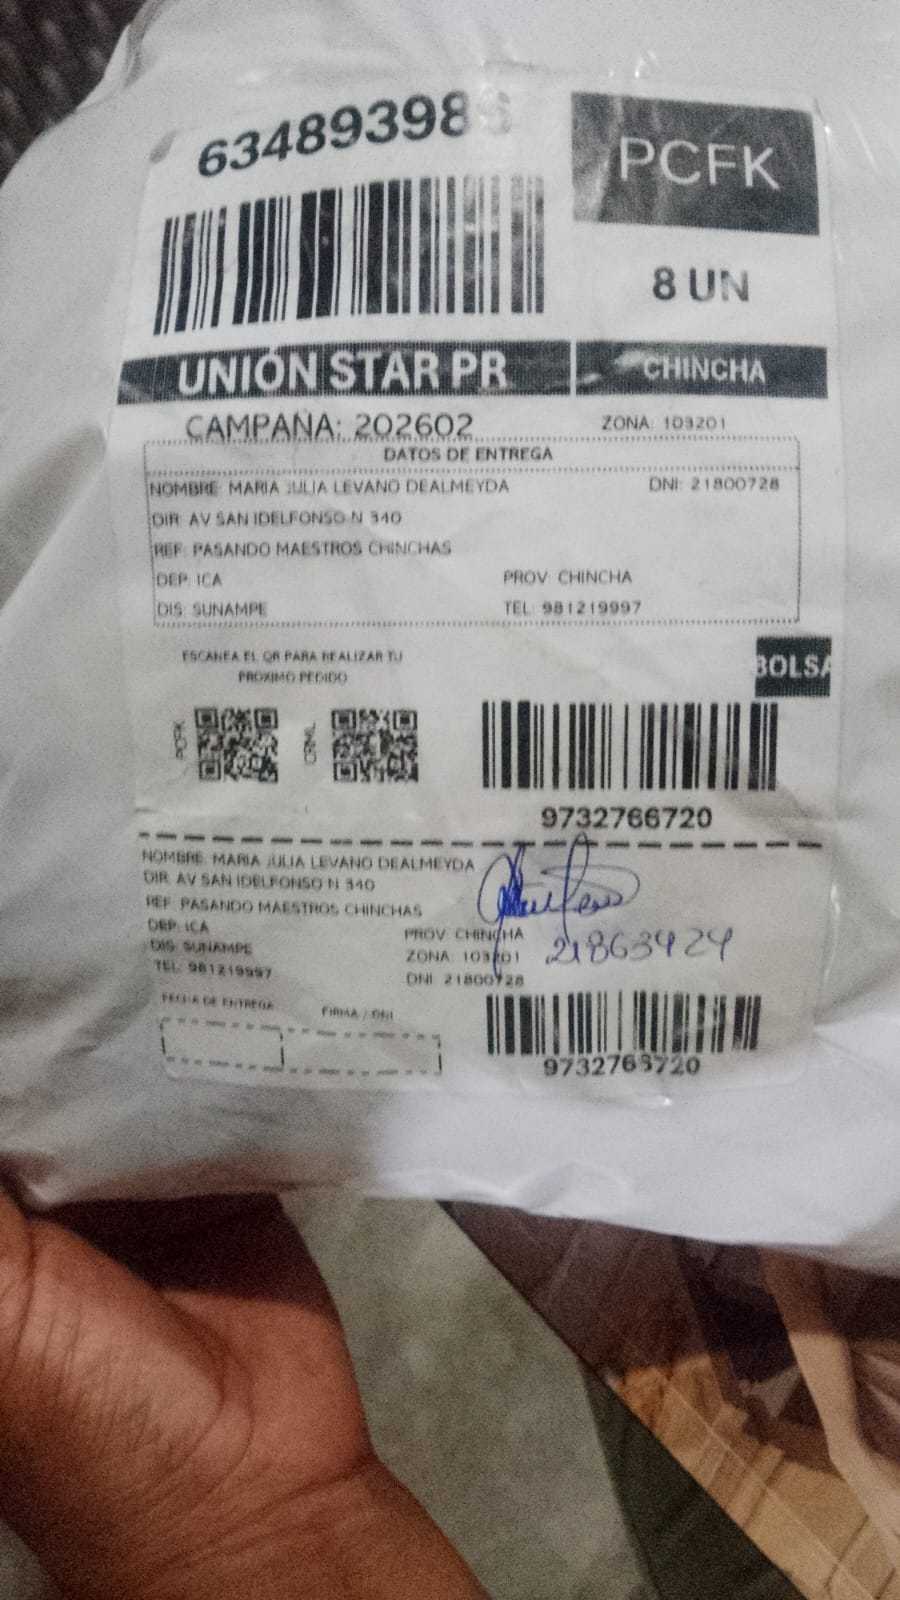 6348939386
PCFK
8 UN
UNIÓN STAR PR
CHINCHA
CAMPAÑA: 202602
ZONA: 103201
DATOS DE ENTREGA
NOMBRE: MARIA JULIA LEVANO DEALMEYDA DNI: 21800728
DIR: AV SAN IDELFONSO N 340
REF: PASANDO MAESTROS CHINCHAS
DEP: ICA PROV: CHINCHA
DIS: SUNAMPE TEL: 981219997
ESCANEA EL QR PARA REALIZAR TU
PROXIMO PEDIDO
BOLSA
PCFK
9732766720
NOMBRE: MARIA JULIA LEVANO DEALMEYDA
DIR: AV SAN IDELFONSO N 340
REF: PASANDO MAESTROS CHINCHAS
DEP: ICA PROV: CHINCHA
DIS: SUNAMPE ZONA: 103201
TEL: 981219997 DNI: 21800728
21863424
FECHA DE ENTREGA FIRMA / DNI
9732766720